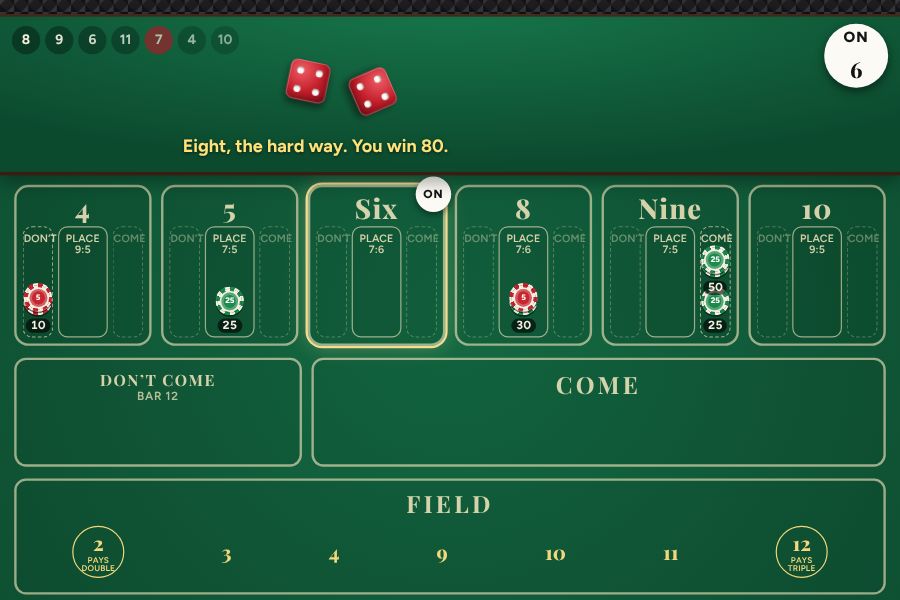 8 9 6 11 7 4 10
ON
6
Eight, the hard way. You win 80.
ON
4 5 Six 8 Nine 10
DON'T PLACE COME DON'T PLACE COME DON'T PLACE COME DON'T PLACE COME DON'T PLACE COME DON'T PLACE COME
9:5 7:5 7:6 7:6 7:5 9:5
25
50
5 25 5 25
10 25 30 25
DON'T COME
BAR 12
COME
FIELD
2
PAYS
DOUBLE
3 4 9 10 11
12
PAYS
TRIPLE